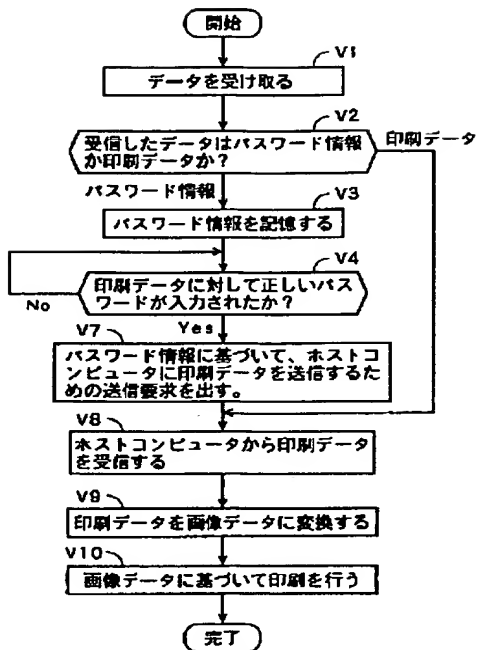 開始
V1
データを受け取る
V2
受信したデータはパスワード情報
か印刷データか？
印刷データ
パスワード情報
V3
パスワード情報を記憶する
V4
印刷データに対して正しいパス
ワードが入力されたか？
No
Yes
V7
パスワード情報に基づいて、ホストコ
ンピュータに印刷データを送信するた
めの送信要求を出す。
V8
ホストコンピュータから印刷データ
を受信する
V9
印刷データを画像データに変換する
V10
画像データに基づいて印刷を行う
完了